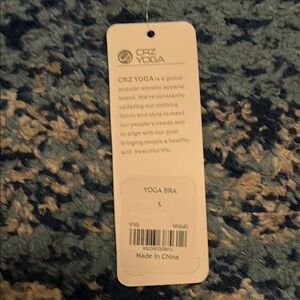 CRZ
YOGA
CRZ YOGA is a global
popular athletic apparel
brand. We're constantly
updating our clothing
fabric and style to meet
our people's needs and
to align with our goal
bringing people a healthy
and beautiful life.
YOGA BRA
S
Made in China